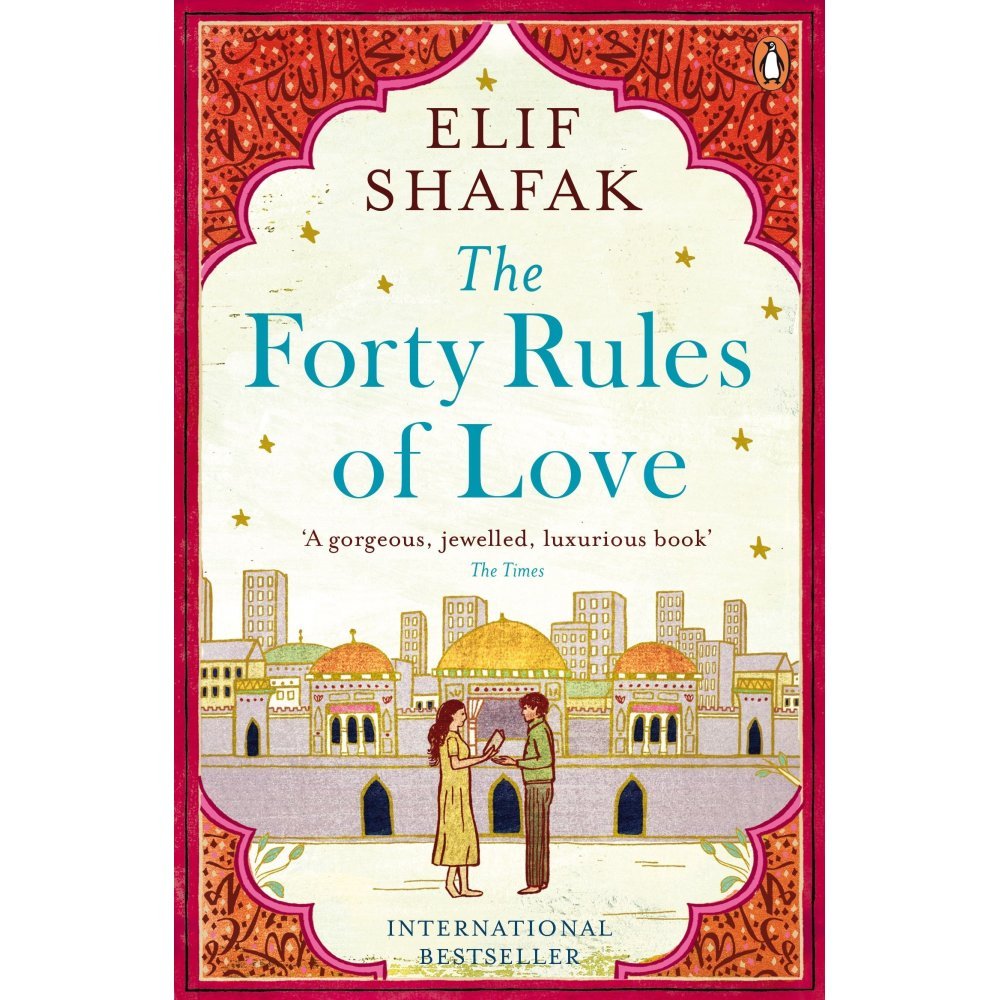 ELIF
SHAFAK
The
Forty Rules
of Love
‘A gorgeous, jewelled, luxurious book’
The Times
INTERNATIONAL
BESTSELLER